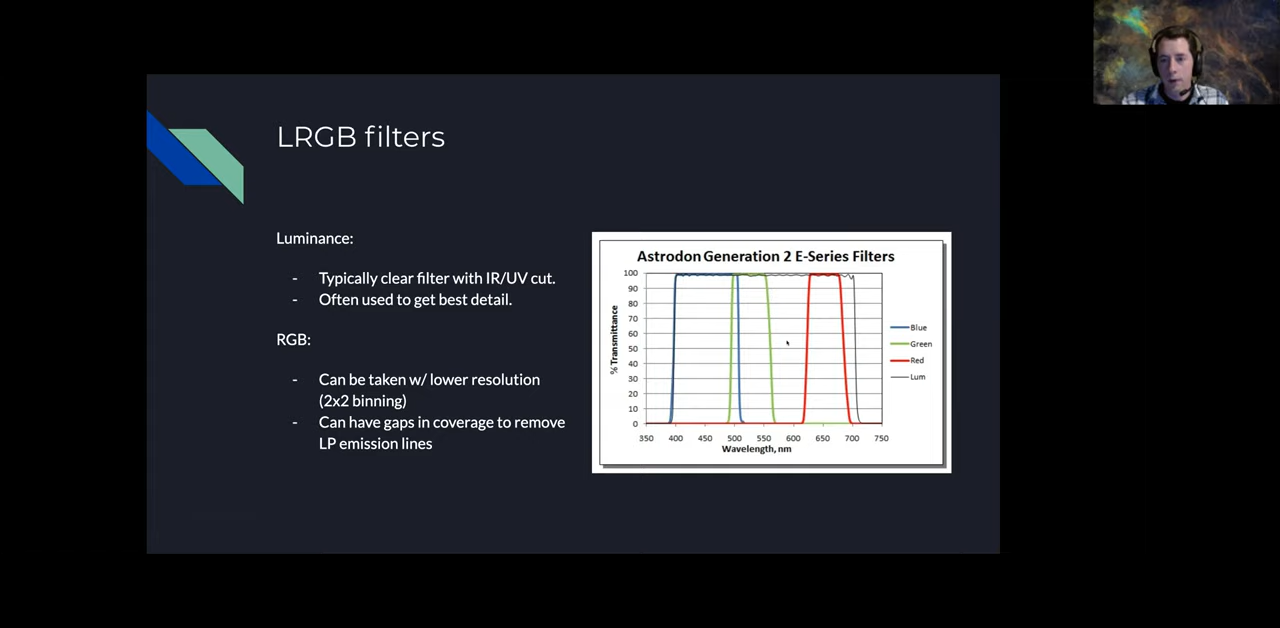 LRGB filters
Luminance:
- Typically clear filter with IR/UV cut.
- Often used to get best detail.
RGB:
- Can be taken w/ lower resolution
(2x2 binning)
- Can have gaps in coverage to remove
LP emission lines
Astrodon Generation 2 E-Series Filters
% Transmittance
100
90
80
70
60
50
40
30
20
10
0
350 400 450 500 550 600 650 700 750
Wavelength, nm
Blue
Green
Red
Lum